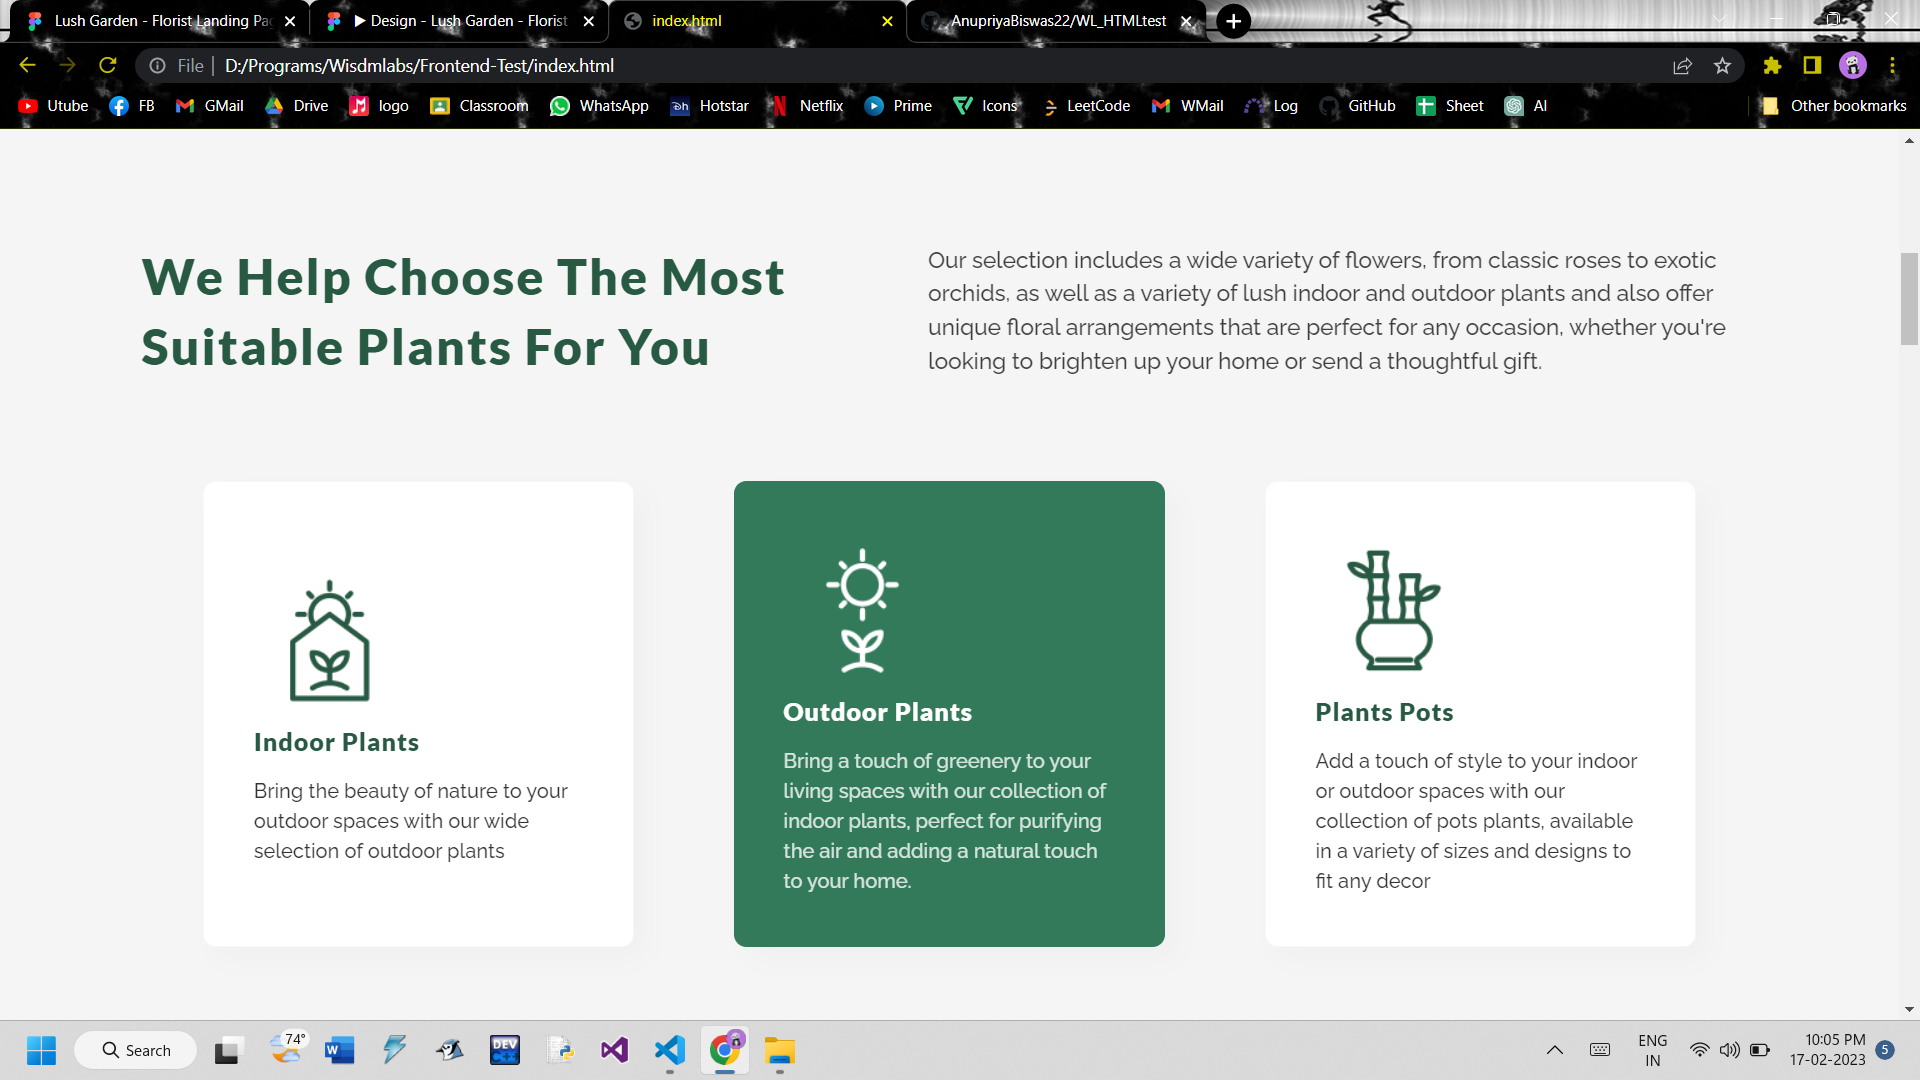 Lush Garden - Florist Landing Pa
Design - Lush Garden - Florist
index.html
AnupriyaBiswas22/WL_HTMLtest
File | D:/Programs/Wisdmlabs/Frontend-Test/index.html
Utube FB GMail Drive logo Classroom WhatsApp Hotstar Netflix Prime Icons LeetCode WMail Log GitHub Sheet AI Other bookmarks
We Help Choose The Most
Suitable Plants For You
Our selection includes a wide variety of flowers, from classic roses to exotic
orchids, as well as a variety of lush indoor and outdoor plants and also offer
unique floral arrangements that are perfect for any occasion, whether you're
looking to brighten up your home or send a thoughtful gift.
Indoor Plants
Bring the beauty of nature to your
outdoor spaces with our wide
selection of outdoor plants
Outdoor Plants
Bring a touch of greenery to your
living spaces with our collection of
indoor plants, perfect for purifying
the air and adding a natural touch
to your home.
Plants Pots
Add a touch of style to your indoor
or outdoor spaces with our
collection of pots plants, available
in a variety of sizes and designs to
fit any decor
Search
74°
DEV
C++
ENG
IN
10:05 PM
17-02-2023
5